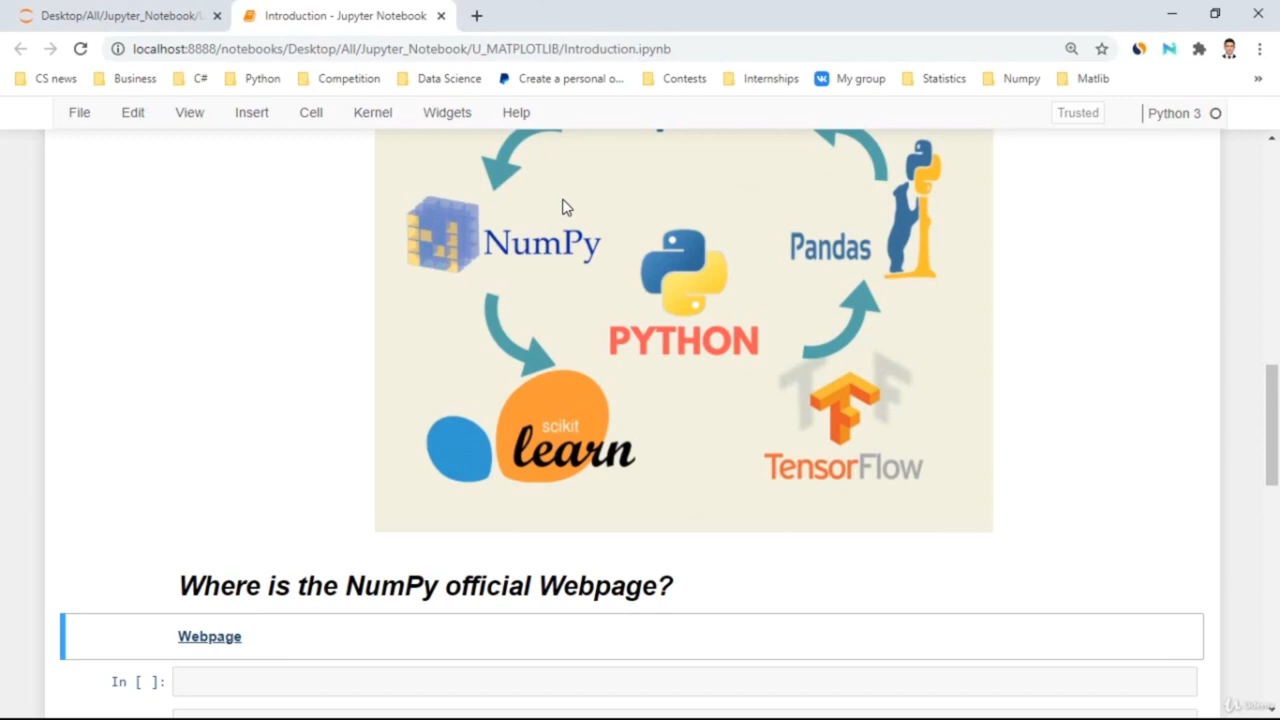 Desktop/All/Jupyter_Notebook/
Introduction - Jupyter Notebook
localhost:8888/notebooks/Desktop/All/Jupyter_Notebook/U_MATPLOTLIB/Introduction.ipynb
CS news
Business
C#
Python
Competition
Data Science
Create a personal o...
Contests
Internships
My group
Statistics
Numpy
Matlib
»
File
Edit
View
Insert
Cell
Kernel
Widgets
Help
Trusted
Python 3
NumPy
Pandas
PYTHON
scikit
learn
TensorFlow
Where is the NumPy official Webpage?
Webpage
In [ ]: